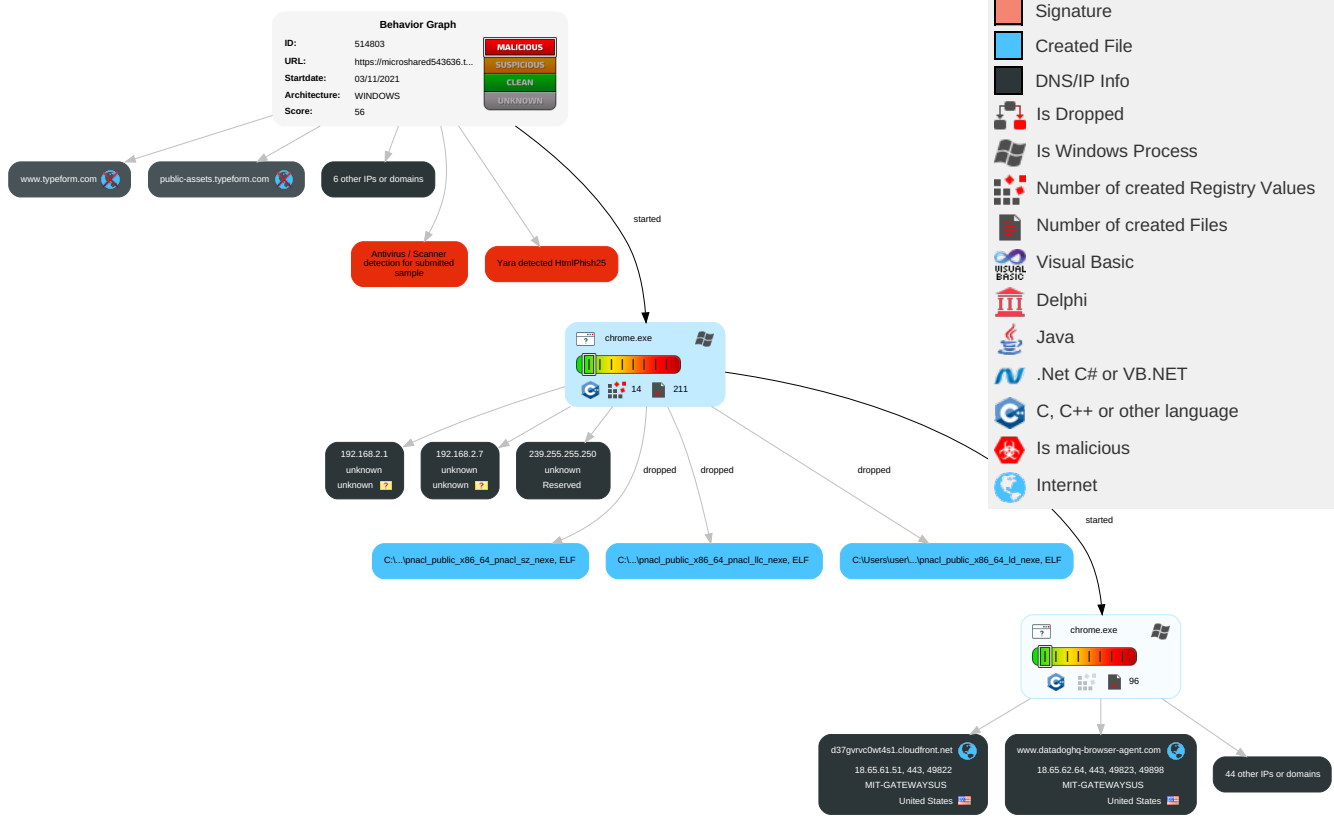 Behavior Graph
ID: 514803
URL: https://microshared543636.t...
Startdate: 03/11/2021
Architecture: WINDOWS
Score: 56
MALICIOUS
SUSPICIOUS
CLEAN
UNKNOWN
Signature
Created File
DNS/IP Info
Is Dropped
Is Windows Process
Number of created Registry Values
Number of created Files
Visual Basic
VISUAL
BASIC
Delphi
Java
.Net C# or VB.NET
C, C++ or other language
Is malicious
Internet
www.typeform.com
public-assets.typeform.com
6 other IPs or domains
started
Antivirus / Scanner
detection for submitted
sample
Yara detected HtmlPhish25
chrome.exe
14
211
192.168.2.1
unknown
unknown
192.168.2.7
unknown
unknown
239.255.255.250
unknown
Reserved
dropped
dropped
dropped
started
C:\...\pnacl_public_x86_64_pnacl_sz_nexe, ELF
C:\...\pnacl_public_x86_64_pnacl_llc_nexe, ELF
C:\Users\user\...\pnacl_public_x86_64_ld_nexe, ELF
chrome.exe
96
d37gvrvc0wt4s1.cloudfront.net
18.65.61.51, 443, 49822
MIT-GATEWAYSUS
United States
www.datadoghq-browser-agent.com
18.65.62.64, 443, 49823, 49898
MIT-GATEWAYSUS
United States
44 other IPs or domains